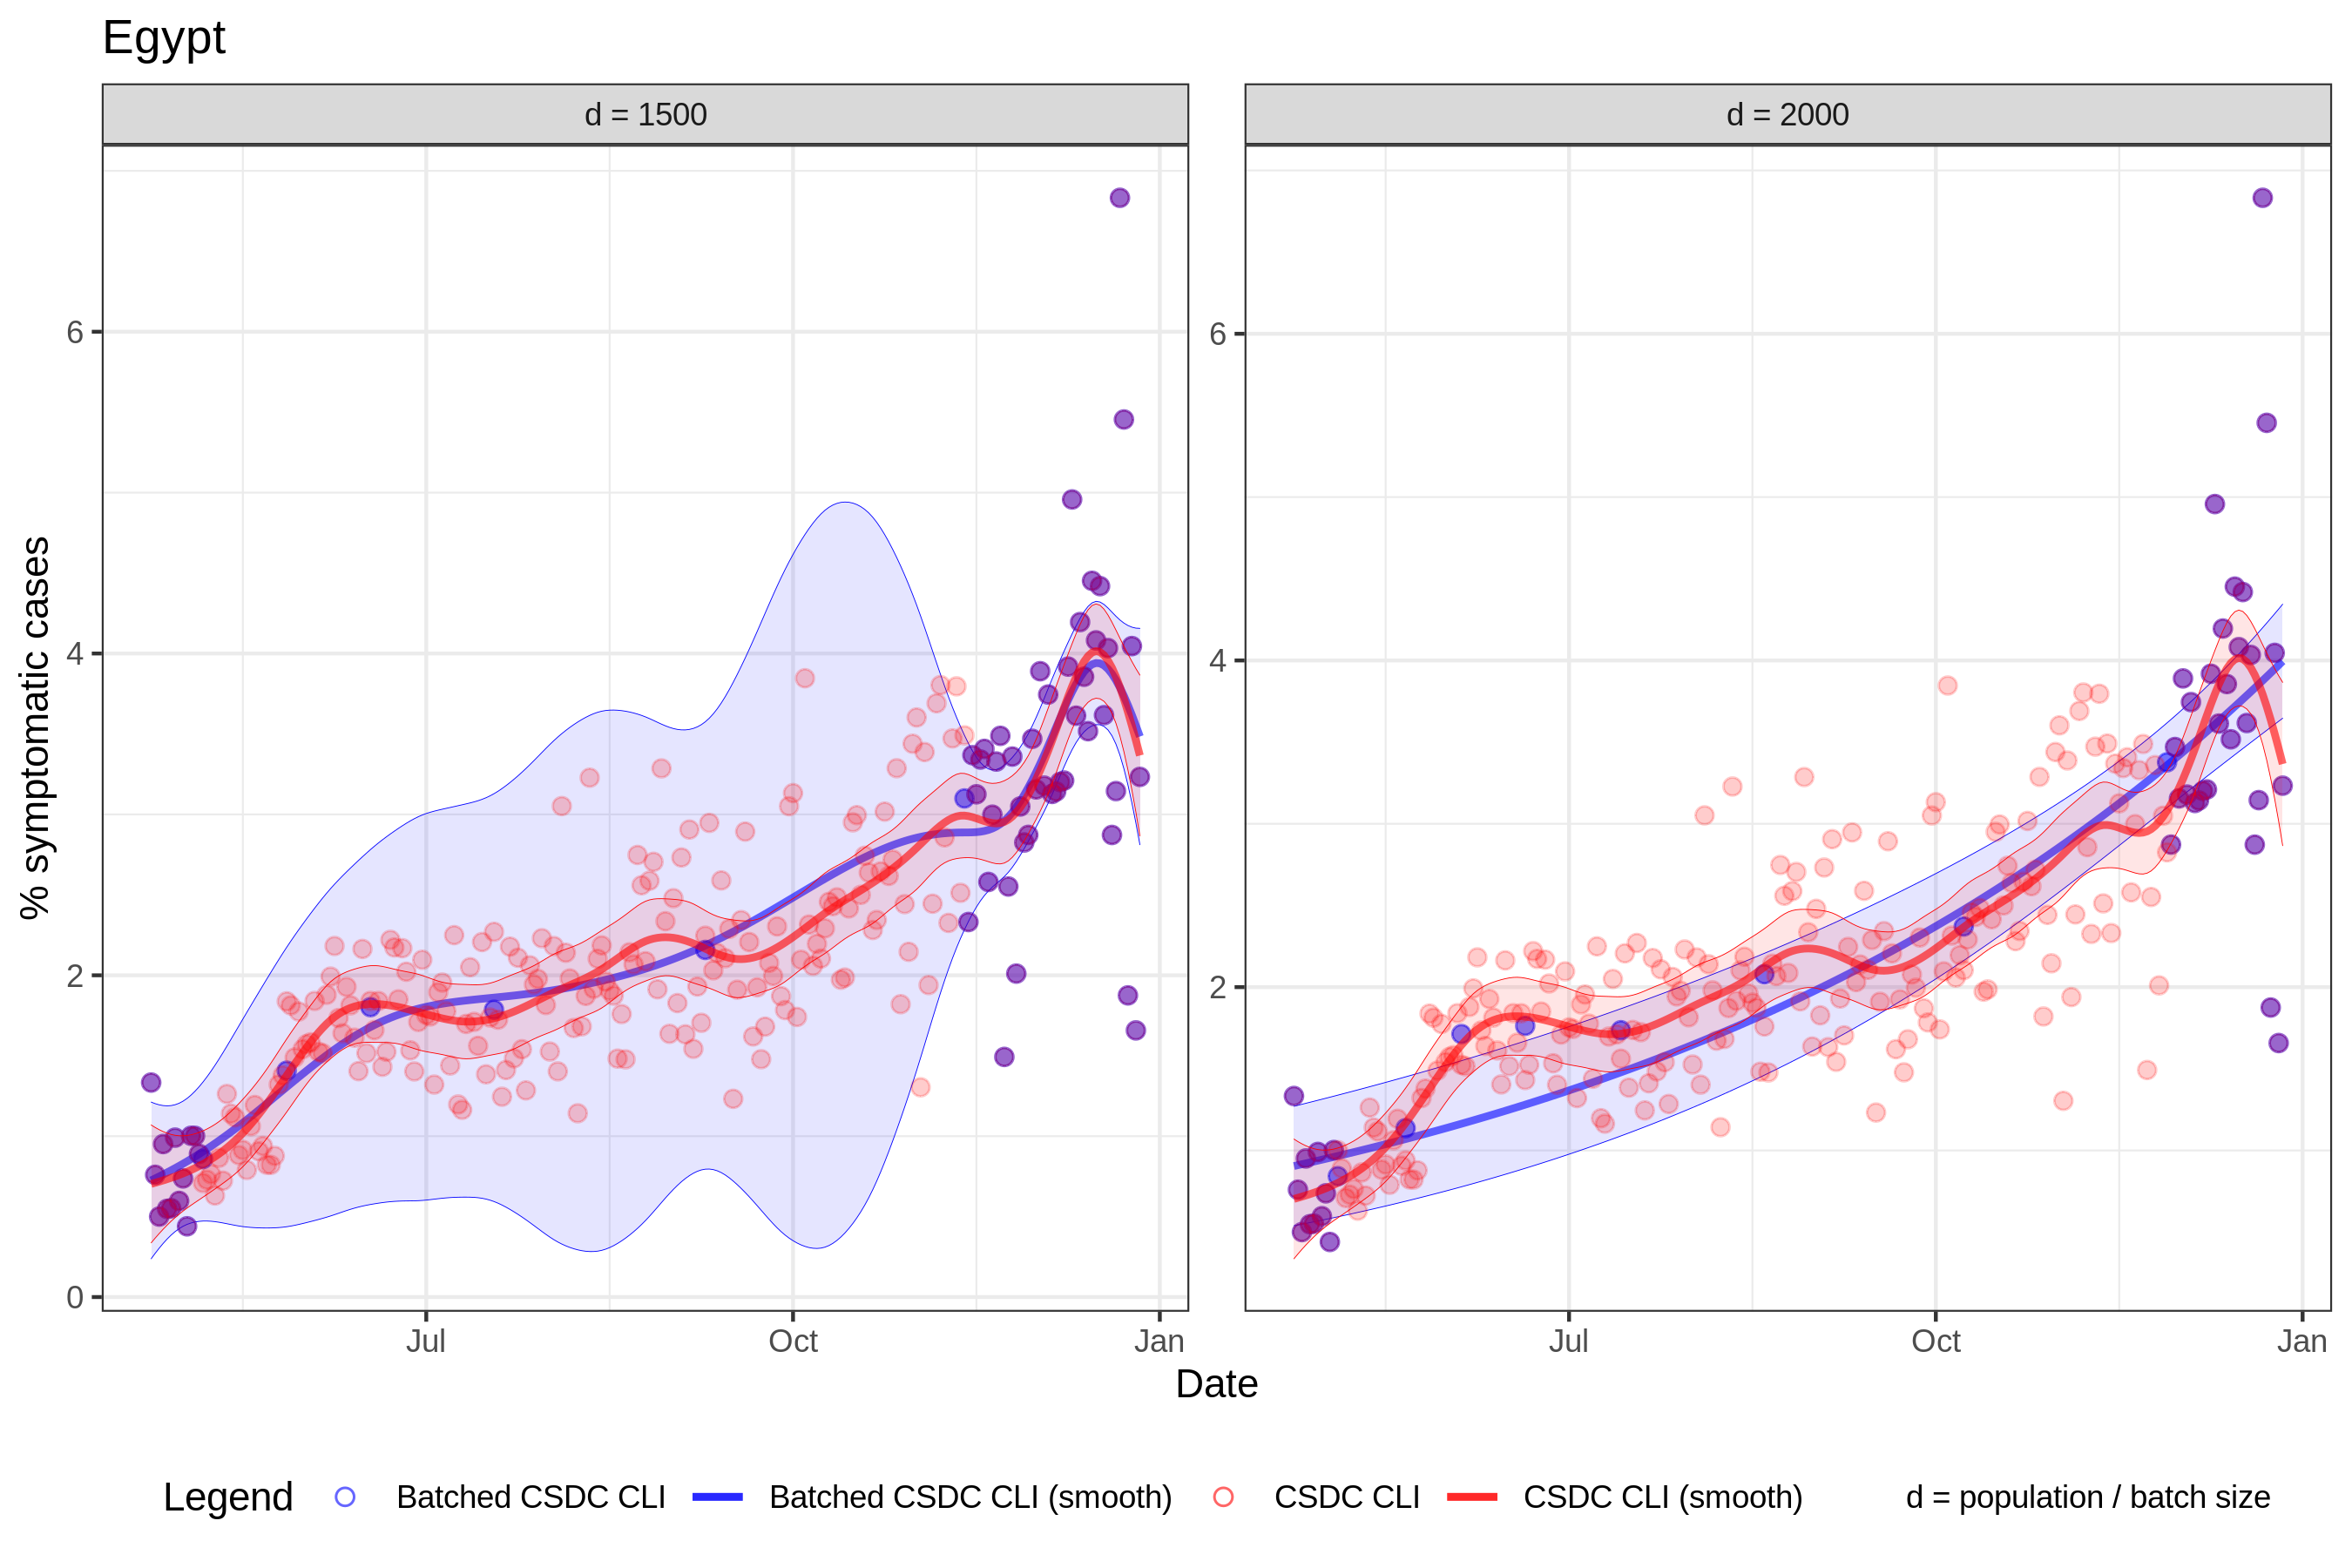 Egypt
d = 1500
d = 2000
% symptomatic cases
6
4
2
0
6
4
2
Jul
Oct
Jan
Jul
Oct
Jan
Date
Legend
Batched CSDC CLI
Batched CSDC CLI (smooth)
CSDC CLI
CSDC CLI (smooth)
d = population / batch size